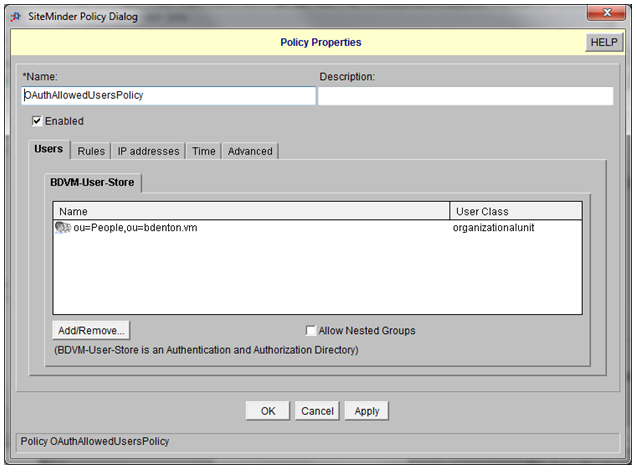 SiteMinder Policy Dialog
Policy Properties
HELP
*Name:
Description:
OAuthAllowedUsersPolicy
Enabled
Users Rules IP addresses Time Advanced
BDVM-User-Store
Name User Class
ou=People,ou=bdenton.vm organizationalunit
Add/Remove...
Allow Nested Groups
(BDVM-User-Store is an Authentication and Authorization Directory)
OK Cancel Apply
Policy OAuthAllowedUsersPolicy